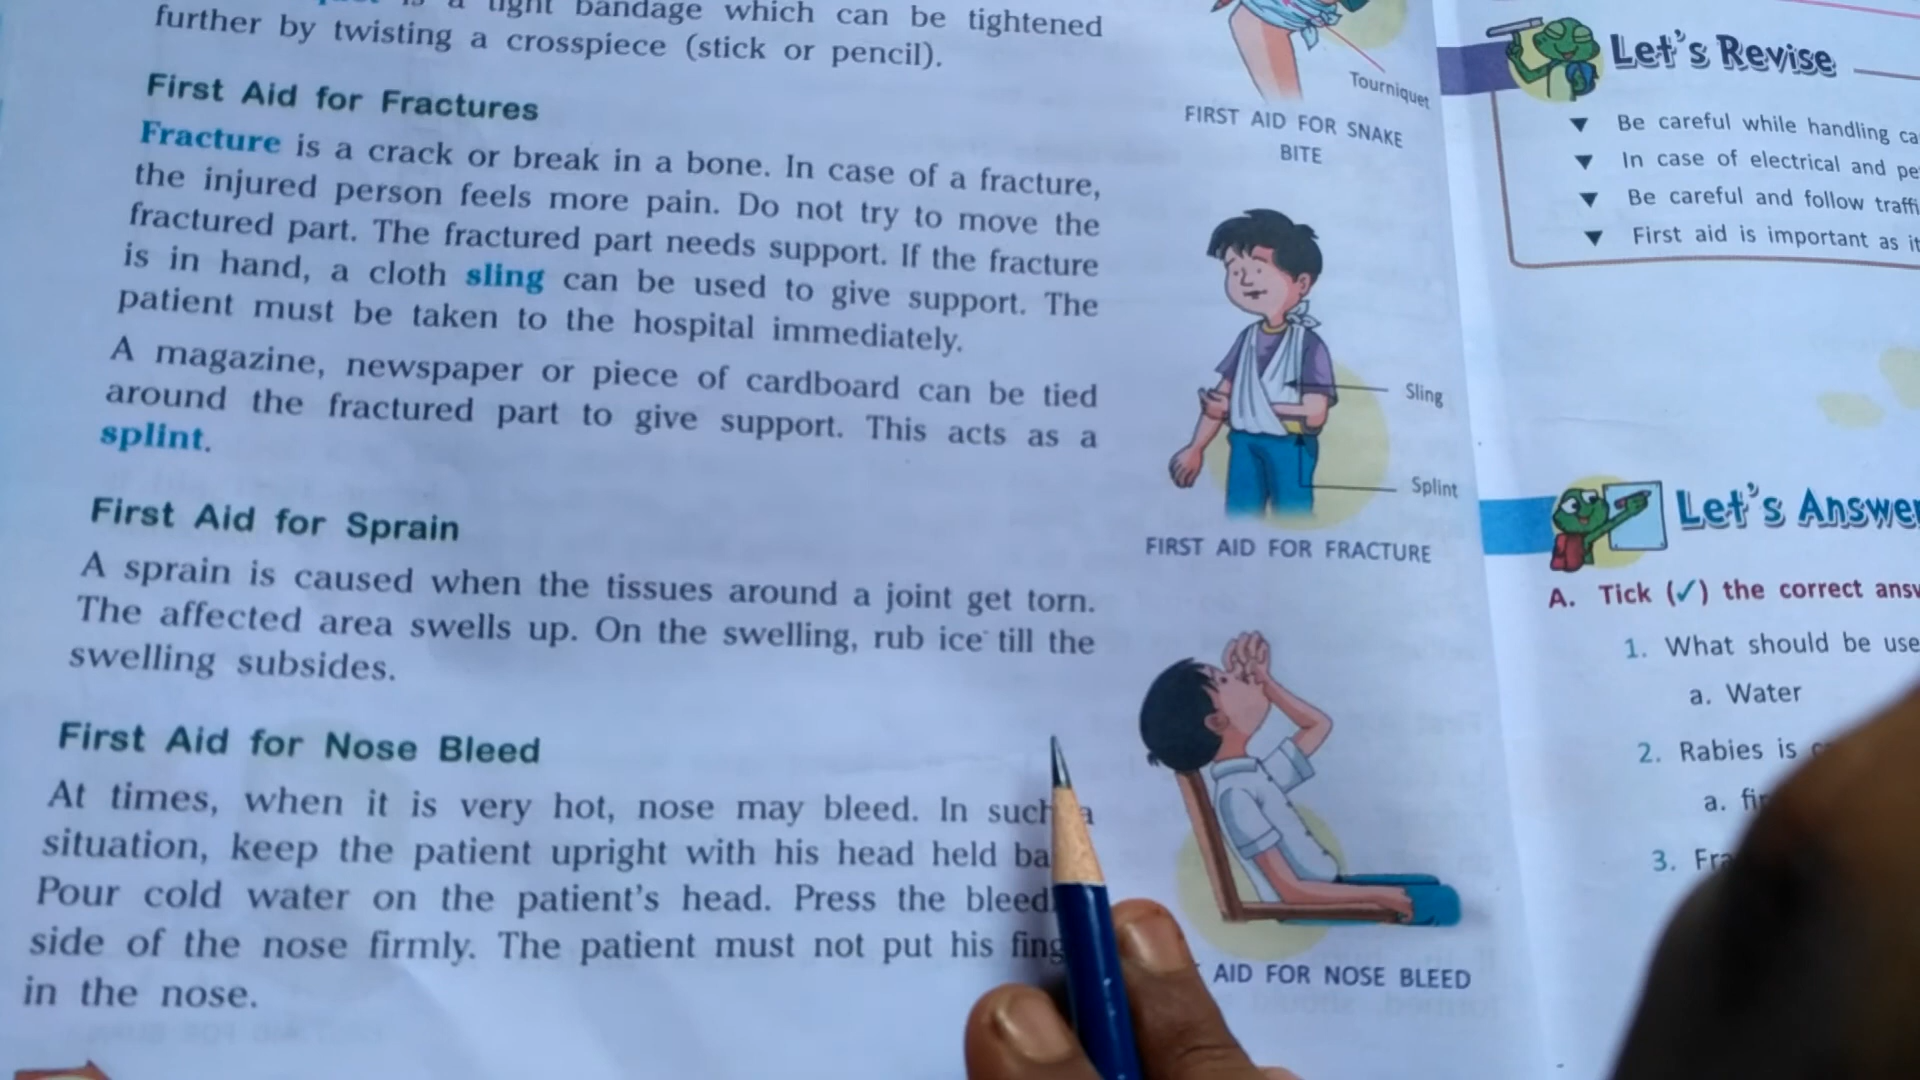 is a tight bandage which can be tightened
further by twisting a crosspiece (stick or pencil).
First Aid for Fractures
Fracture is a crack or break in a bone. In case of a fracture,
the injured person feels more pain. Do not try to move the
fractured part. The fractured part needs support. If the fracture
is in hand, a cloth sling can be used to give support. The
patient must be taken to the hospital immediately.
A magazine, newspaper or piece of cardboard can be tied
around the fractured part to give support. This acts as a
splint.
First Aid for Sprain
A sprain is caused when the tissues around a joint get torn.
The affected area swells up. On the swelling, rub ice till the
swelling subsides.
First Aid for Nose Bleed
At times, when it is very hot, nose may bleed. In such a
situation, keep the patient upright with his head held
Pour cold water on the patient's head. Press the
side of the nose firmly. The patient must not put his
in the nose.
Tourniquet
FIRST AID FOR SNAKE
BITE
Sling
Splint
FIRST AID FOR FRACTURE
AID FOR NOSE BLEED
Let's Revise
▼ Be careful while handling
▼ In case of electrical and
▼ Be careful and follow
▼ First aid is important as
Let's
A. Tick (✓) the correct
1. What should be
a. Water
2. Rabies is
a.
3.